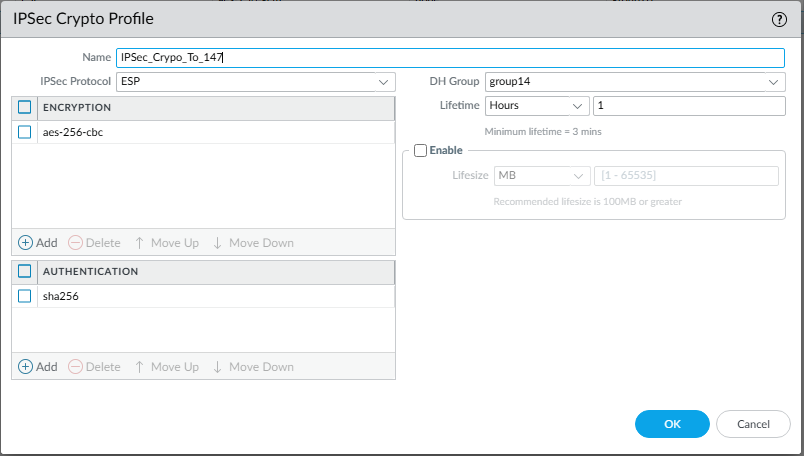 IPSec Crypto Profile
?
Name IPSec_Crypo_To_147
IPSec Protocol ESP
DH Group group14
ENCRYPTION
Lifetime Hours 1
aes-256-cbc
Minimum lifetime = 3 mins
Enable
Lifesize MB [1 - 65535]
Recommended lifesize is 100MB or greater
Add Delete Move Up Move Down
AUTHENTICATION
sha256
Add Delete Move Up Move Down
OK Cancel